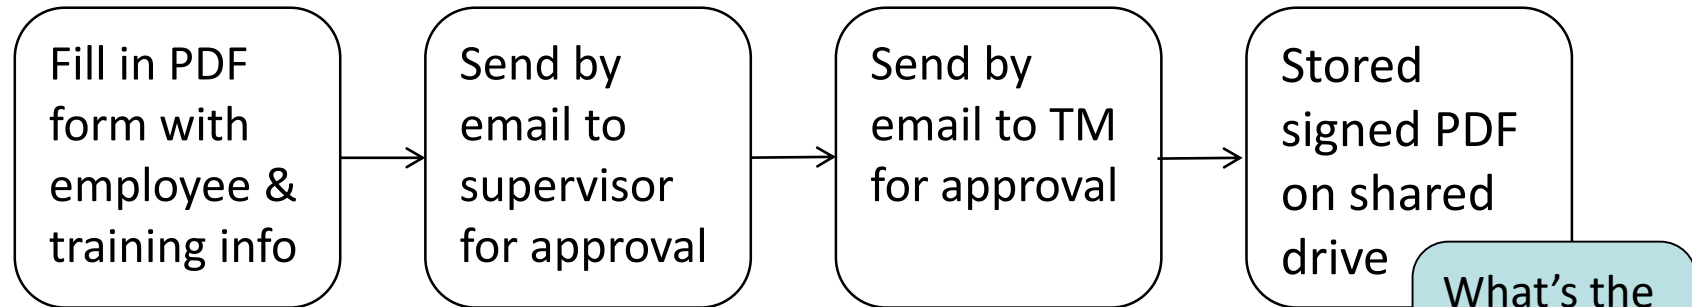 Fill in PDF
form with
employee &
training info
Send by
email to
supervisor
for approval
Send by
email to TM
for approval
Stored
signed PDF
on shared
drive
What's the